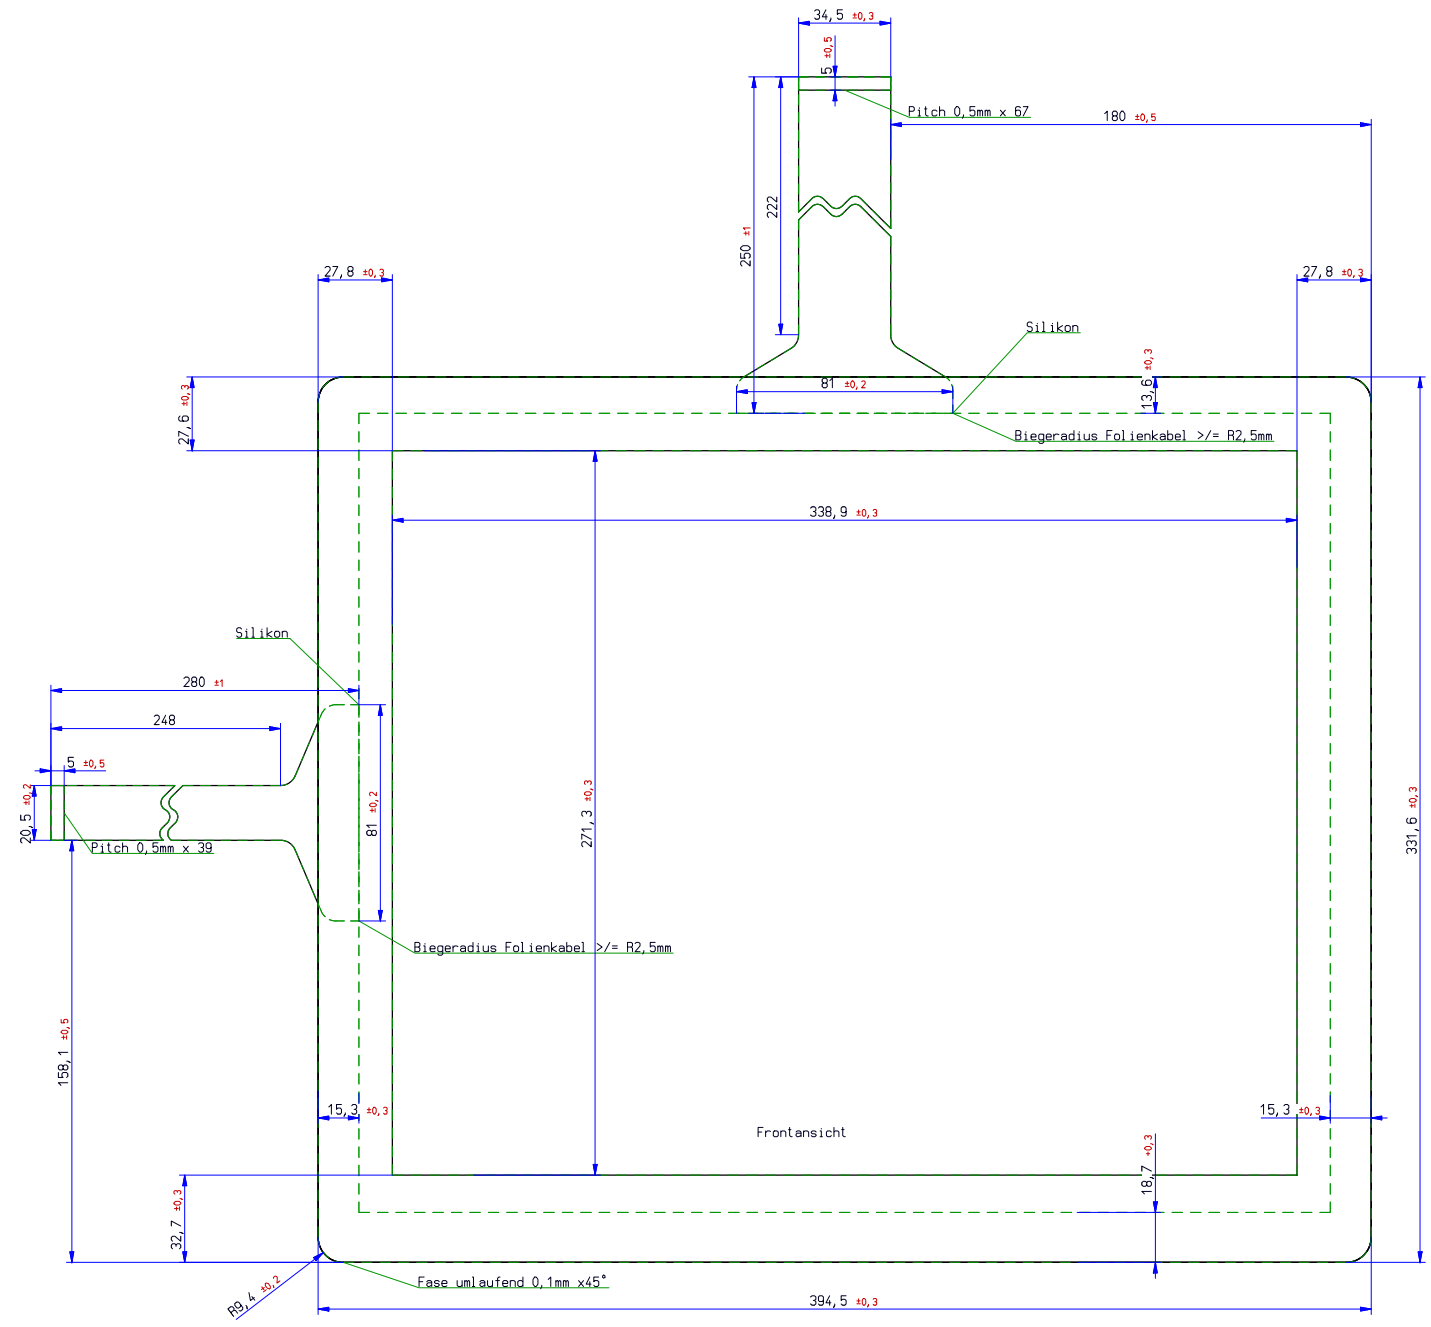 34,5 ±0,3
5 ±0,5
Pitch 0,5mm x 67
180 ±0,5
222
250 ±1
27,8 ±0,3
27,8 ±0,3
Silikon
81 ±0,2
13,6 ±0,3
27,6 ±0,3
Biegeradius Folienkabel >/= R2,5mm
338,9 ±0,3
Silikon
280 ±1
248
5 ±0,5
20,5 ±0,2
Pitch 0,5mm x 39
81 ±0,2
271,3 ±0,3
331,6 ±0,3
Biegeradius Folienkabel >/= R2,5mm
158,1 ±0,5
15,3 ±0,3
15,3 ±0,3
Frontansicht
18,7 ±0,3
32,7 ±0,3
Fase umlaufend 0,1mm x45°
R9,4 ±0,2
394,5 ±0,3